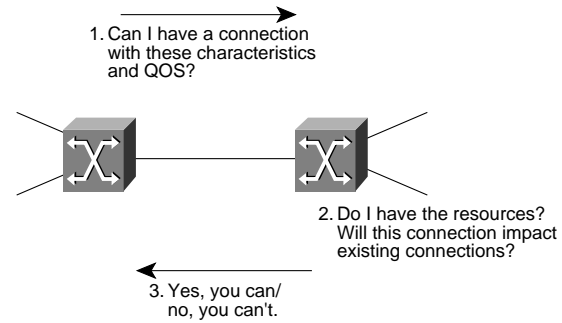 1. Can I have a connection
with these characteristics
and QOS?
2. Do I have the resources?
Will this connection impact
existing connections?
3. Yes, you can/
no, you can't.